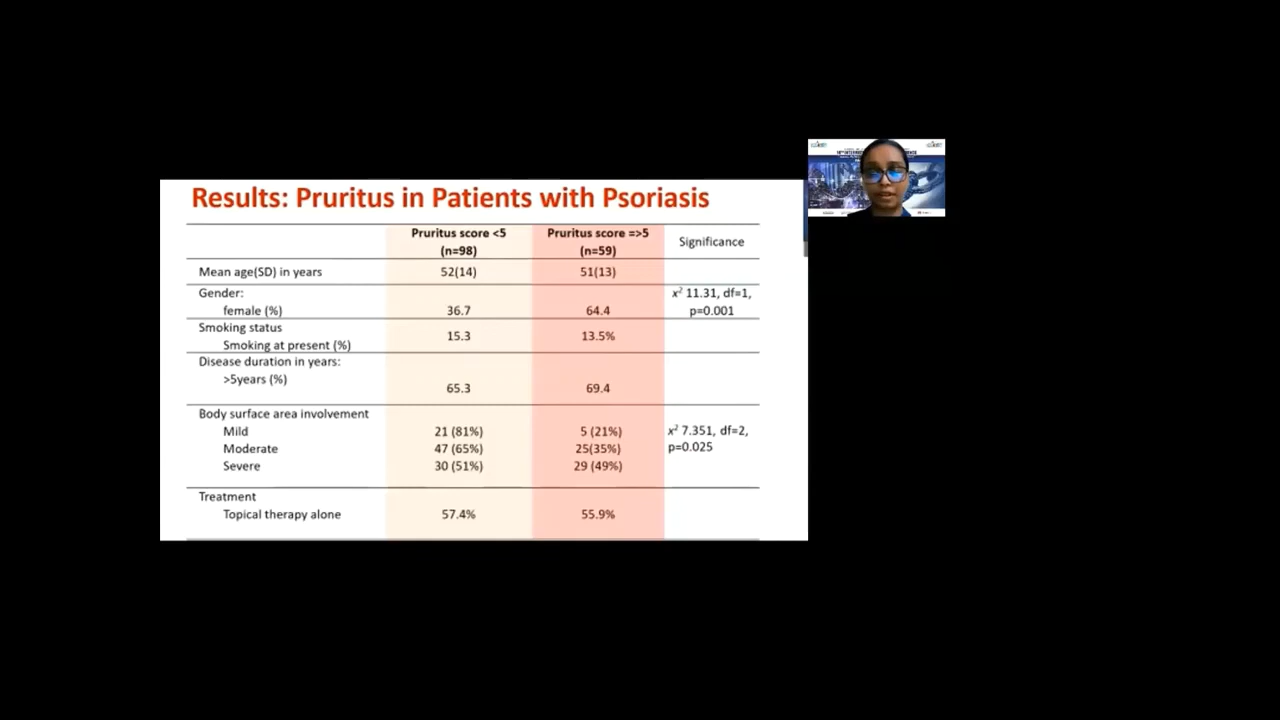 Results: Pruritus in Patients with Psoriasis
Pruritus score <5 (n=98) Pruritus score =>5 (n=59) Significance
Mean age(SD) in years 52(14) 51(13)
Gender:
female (%) 36.7 64.4 x² 11.31, df=1, p=0.001
Smoking status
Smoking at present (%) 15.3 13.5%
Disease duration in years:
>5years (%) 65.3 69.4
Body surface area involvement
Mild 21 (81%) 5 (21%) x² 7.351, df=2,
Moderate 47 (65%) 25(35%) p=0.025
Severe 30 (51%) 29 (49%)
Treatment
Topical therapy alone 57.4% 55.9%